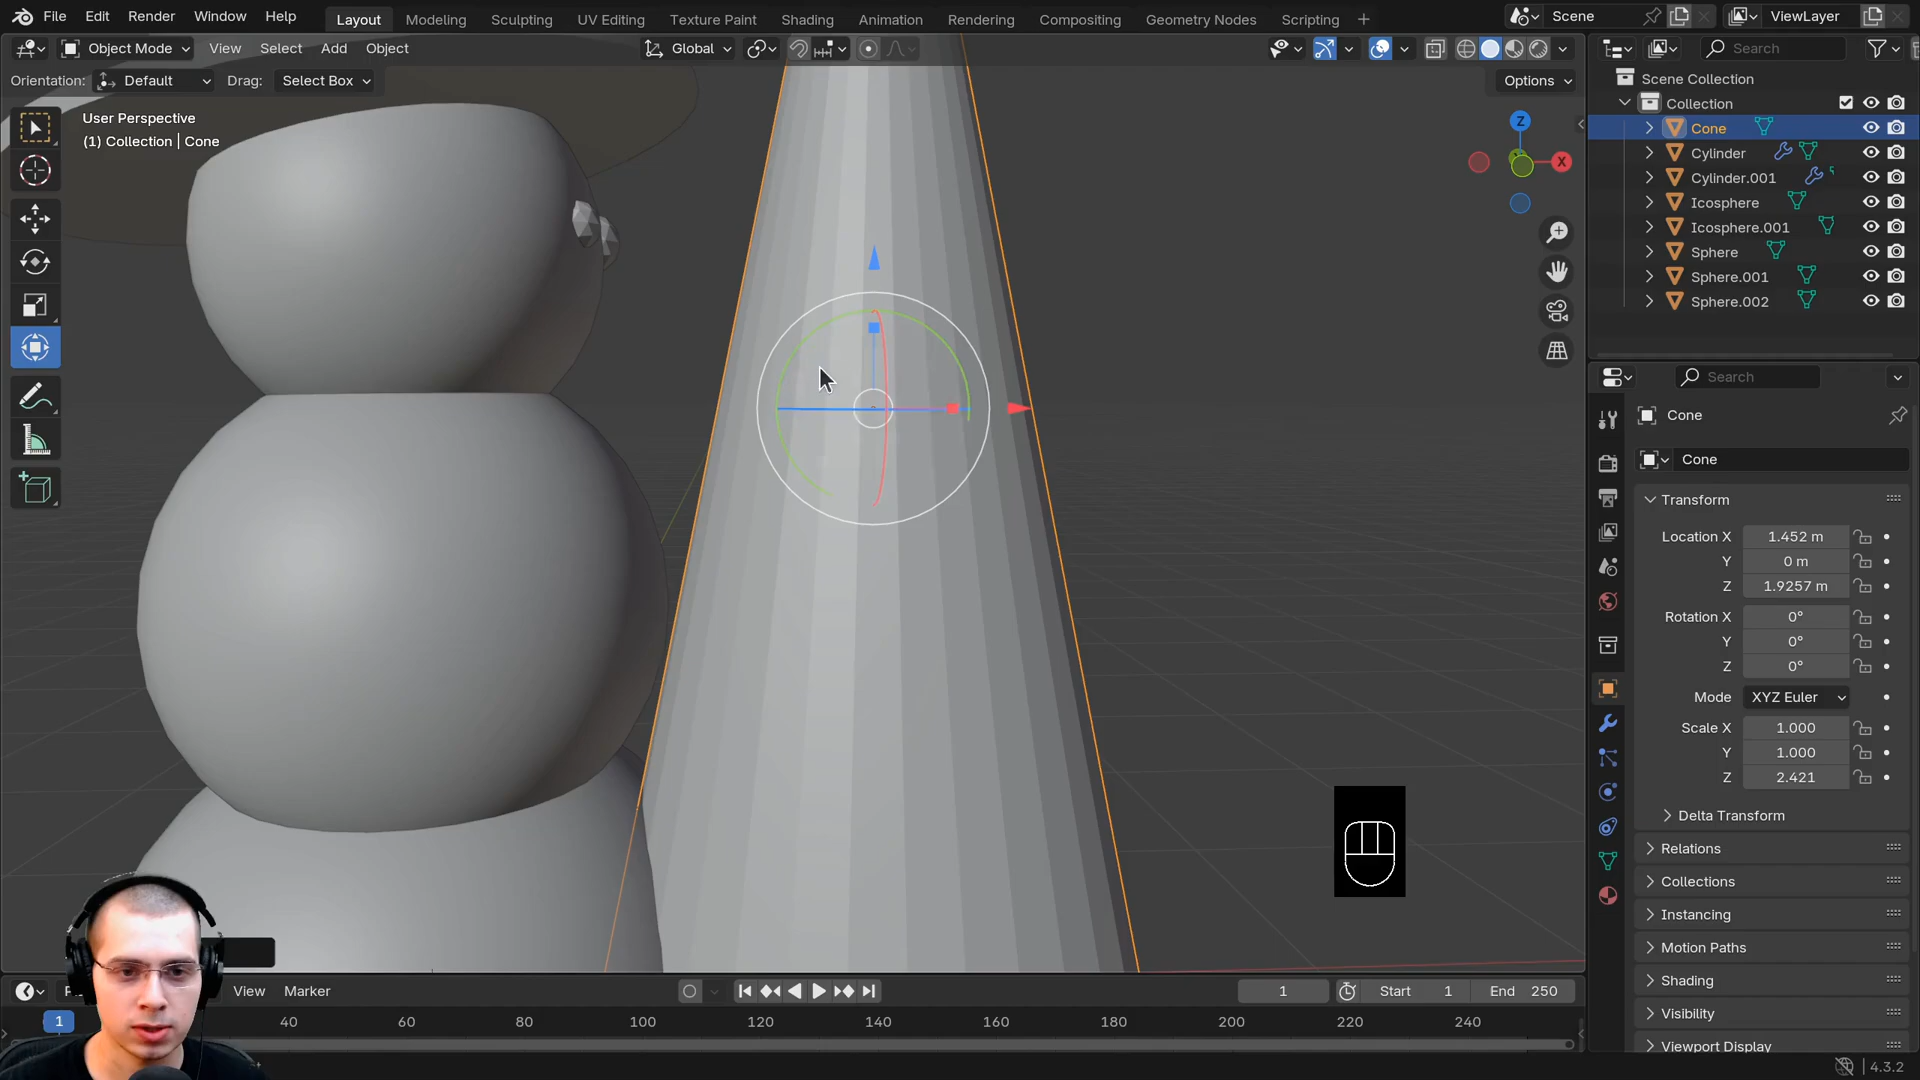 File Edit Render Window Help Layout Modeling Sculpting UV Editing Texture Paint Shading Animation Rendering Compositing Geometry Nodes Scripting Scene ViewLayer
Object Mode View Select Add Object Global Search
Orientation: Default Drag: Select Box Options
User Perspective
(1) Collection | Cone
Z
X
Scene Collection
Collection
Cone
Cylinder
Cylinder.001
Icosphere
Icosphere.001
Sphere
Sphere.001
Sphere.002
Search
Cone
Cone
Transform
Location X 1.452 m
Y 0 m
Z 1.9257 m
Rotation X 0°
Y 0°
Z 0°
Mode XYZ Euler
Scale X 1.000
Y 1.000
Z 2.421
Delta Transform
Relations
Collections
Instancing
Motion Paths
Shading
Visibility
Viewport Display
View Marker 1 Start 1 End 250
1 40 60 80 100 120 140 160 180 200 220 240
4.3.2